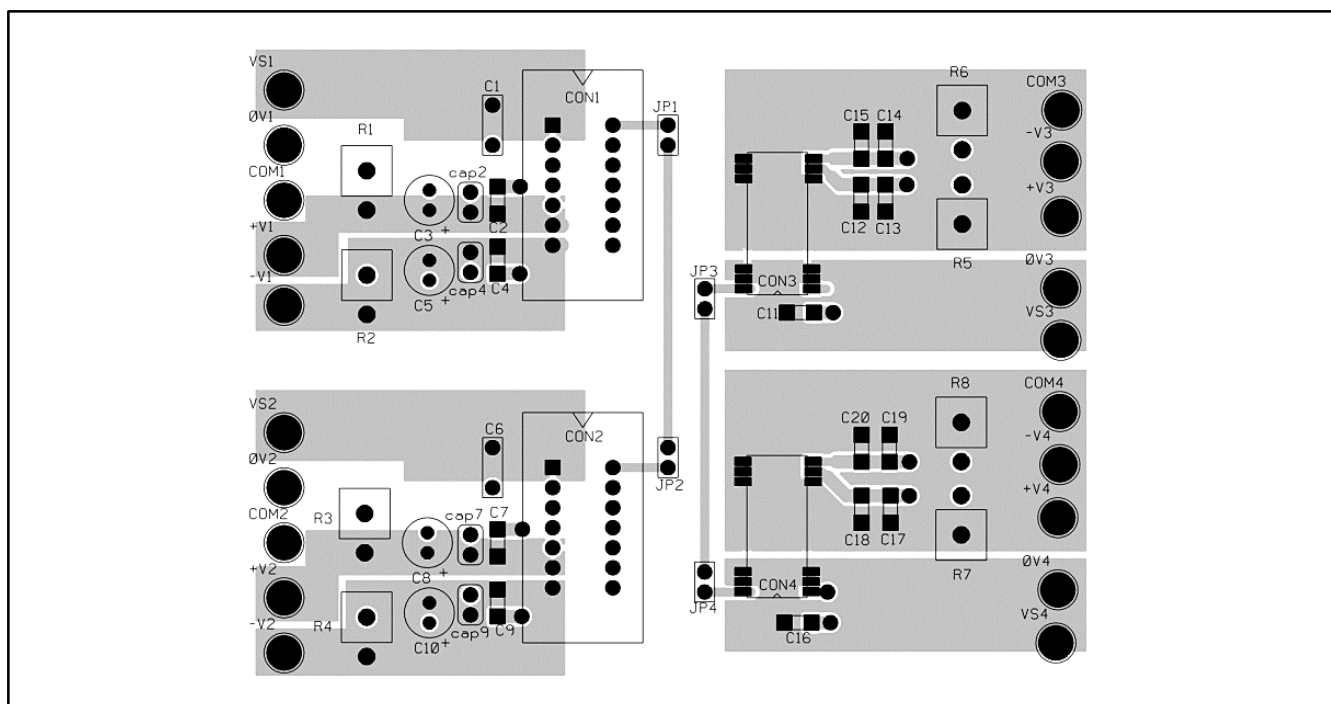 VS1
C1
CON1
JP1
ØV1
R1
COM1
cap2
C2
+V1
C3
+
-V1
C4
cap4
C5
+
R2
R6
COM3
C15
C14
-V3
+V3
C12
C13
R5
ØV3
JP3
CON3
C11
VS3
VS2
C6
CON2
ØV2
JP2
R3
COM2
cap7
C7
+V2
C8
+
-V2
R4
cap9
C9
C10
+
R8
COM4
C20
C19
-V4
+V4
C18
C17
R7
ØV4
JP4
CON4
C16
VS4